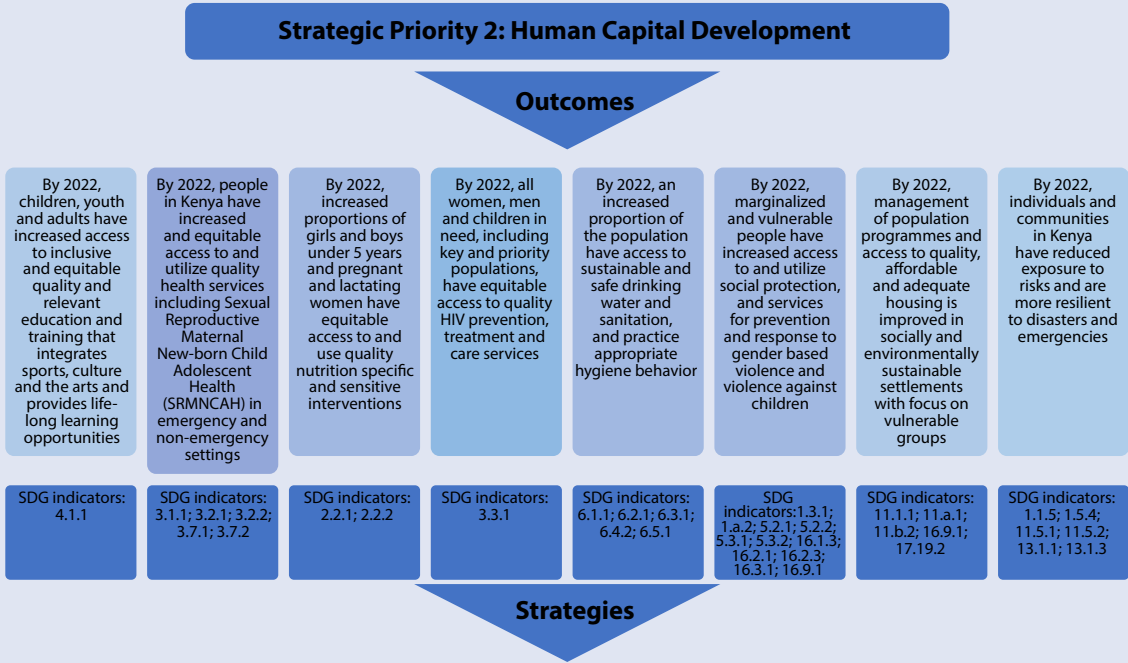 Strategic Priority 2: Human Capital Development
Outcomes
By 2022,
children, youth
and adults have
increased access
to inclusive
and equitable
quality and
relevant
education and
training that
integrates
sports, culture
and the arts and
provides life-
long learning
opportunities
By 2022, people
in Kenya have
increased
and equitable
access to and
utilize quality
health services
including Sexual
Reproductive
Maternal
New-born Child
Adolescent
Health
(SRMNCAH) in
emergency and
non-emergency
settings
By 2022,
increased
proportions of
girls and boys
under 5 years
and pregnant
and lactating
women have
equitable
access to and
use quality
nutrition specific
and sensitive
interventions
By 2022, all
women, men
and children in
need, including
key and priority
populations,
have equitable
access to quality
HIV prevention,
treatment and
care services
By 2022, an
increased
proportion of
the population
have access to
sustainable and
safe drinking
water and
sanitation,
and practice
appropriate
hygiene behavior
By 2022,
marginalized
and vulnerable
people have
increased access
to and utilize
social protection,
and services
for prevention
and response to
gender based
violence and
violence against
children
By 2022,
management
of population
programmes and
access to quality,
affordable
and adequate
housing is
improved in
socially and
environmentally
sustainable
settlements
with focus on
vulnerable
groups
By 2022,
individuals and
communities
in Kenya
have reduced
exposure to
risks and are
more resilient
to disasters and
emergencies
SDG indicators:
4.1.1
SDG indicators:
3.1.1; 3.2.1; 3.2.2;
3.7.1; 3.7.2
SDG indicators:
2.2.1; 2.2.2
SDG indicators:
3.3.1
SDG indicators:
6.1.1; 6.2.1; 6.3.1;
6.4.2; 6.5.1
SDG
indicators:1.3.1;
1.a.2; 5.2.1; 5.2.2;
5.3.1; 5.3.2; 16.1.3;
16.2.1; 16.2.3;
16.3.1; 16.9.1
SDG indicators:
11.1.1; 11.a.1;
11.b.2; 16.9.1;
17.19.2
SDG indicators:
1.1.5; 1.5.4;
11.5.1; 11.5.2;
13.1.1; 13.1.3
Strategies